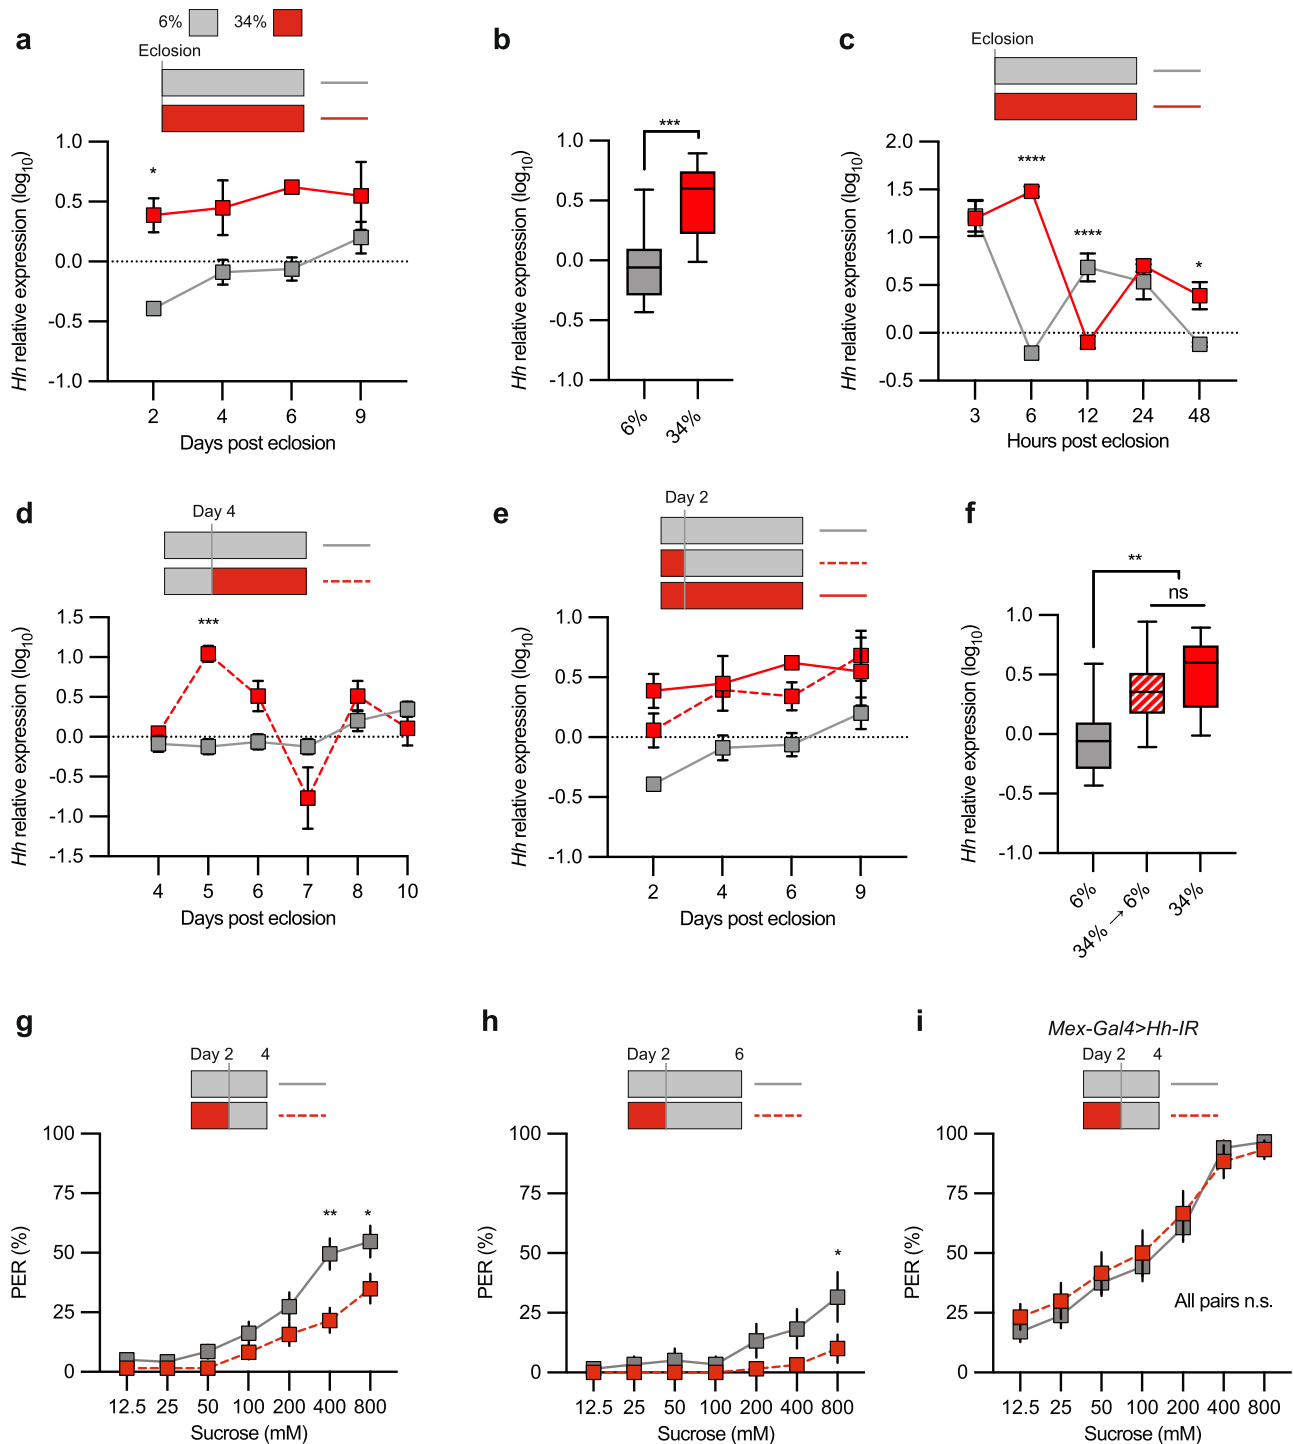 a
6% 34%
Eclosion
Hh relative expression (log10)
1.0
*
0.5
0.0
-0.5
-1.0
2 4 6 9
Days post eclosion
b
Hh relative expression (log10)
***
1.0
0.5
0.0
-0.5
-1.0
6% 34%
c
Eclosion
Hh relative expression (log10)
2.0
****
1.5
****
1.0
*
0.5
0.0
-0.5
3 6 12 24 48
Hours post eclosion
d
Day 4
Hh relative expression (log10)
1.5
***
1.0
0.5
0.0
-0.5
-1.0
-1.5
4 5 6 7 8 10
Days post eclosion
e
Day 2
Hh relative expression (log10)
1.0
0.5
0.0
-0.5
-1.0
2 4 6 9
Days post eclosion
f
Hh relative expression (log10)
**
ns
1.0
0.5
0.0
-0.5
-1.0
6% 34% → 6% 34%
g
Day 2 4
PER (%)
100
75
** *
50
25
0
12.5 25 50 100 200 400 800
Sucrose (mM)
h
Day 2 6
PER (%)
100
75
*
50
25
0
12.5 25 50 100 200 400 800
Sucrose (mM)
i
Mex-Gal4>Hh-IR
Day 2 4
PER (%)
100
75
50
All pairs n.s.
25
0
12.5 25 50 100 200 400 800
Sucrose (mM)